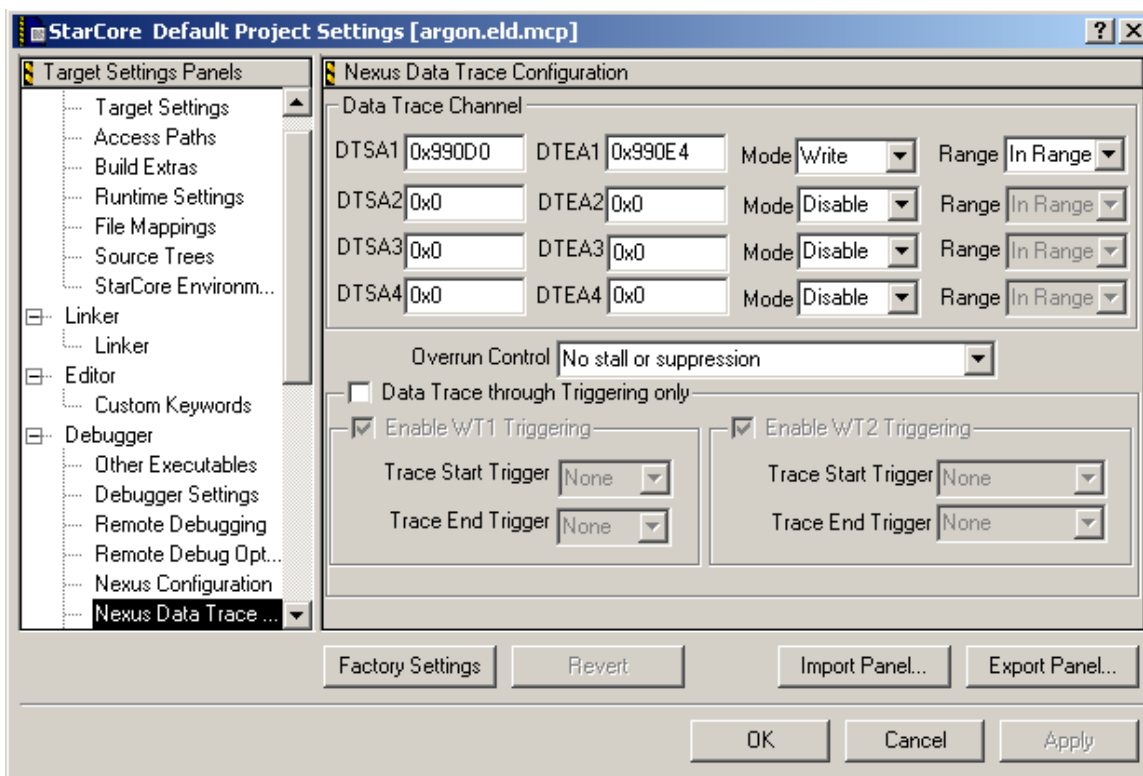 StarCore Default Project Settings [argon.eld.mcp]
Target Settings Panels
Target Settings
Access Paths
Build Extras
Runtime Settings
File Mappings
Source Trees
StarCore Environm...
Linker
Linker
Editor
Custom Keywords
Debugger
Other Executables
Debugger Settings
Remote Debugging
Remote Debug Opt...
Nexus Configuration
Nexus Data Trace ...
Nexus Data Trace Configuration
Data Trace Channel
DTSA1 0x990D0 DTEA1 0x990E4 Mode Write Range In Range
DTSA2 0x0 DTEA2 0x0 Mode Disable Range In Range
DTSA3 0x0 DTEA3 0x0 Mode Disable Range In Range
DTSA4 0x0 DTEA4 0x0 Mode Disable Range In Range
Overrun Control No stall or suppression
Data Trace through Triggering only
Enable WT1 Triggering
Trace Start Trigger None
Trace End Trigger None
Enable WT2 Triggering
Trace Start Trigger None
Trace End Trigger None
Factory Settings Revert Import Panel... Export Panel...
OK Cancel Apply